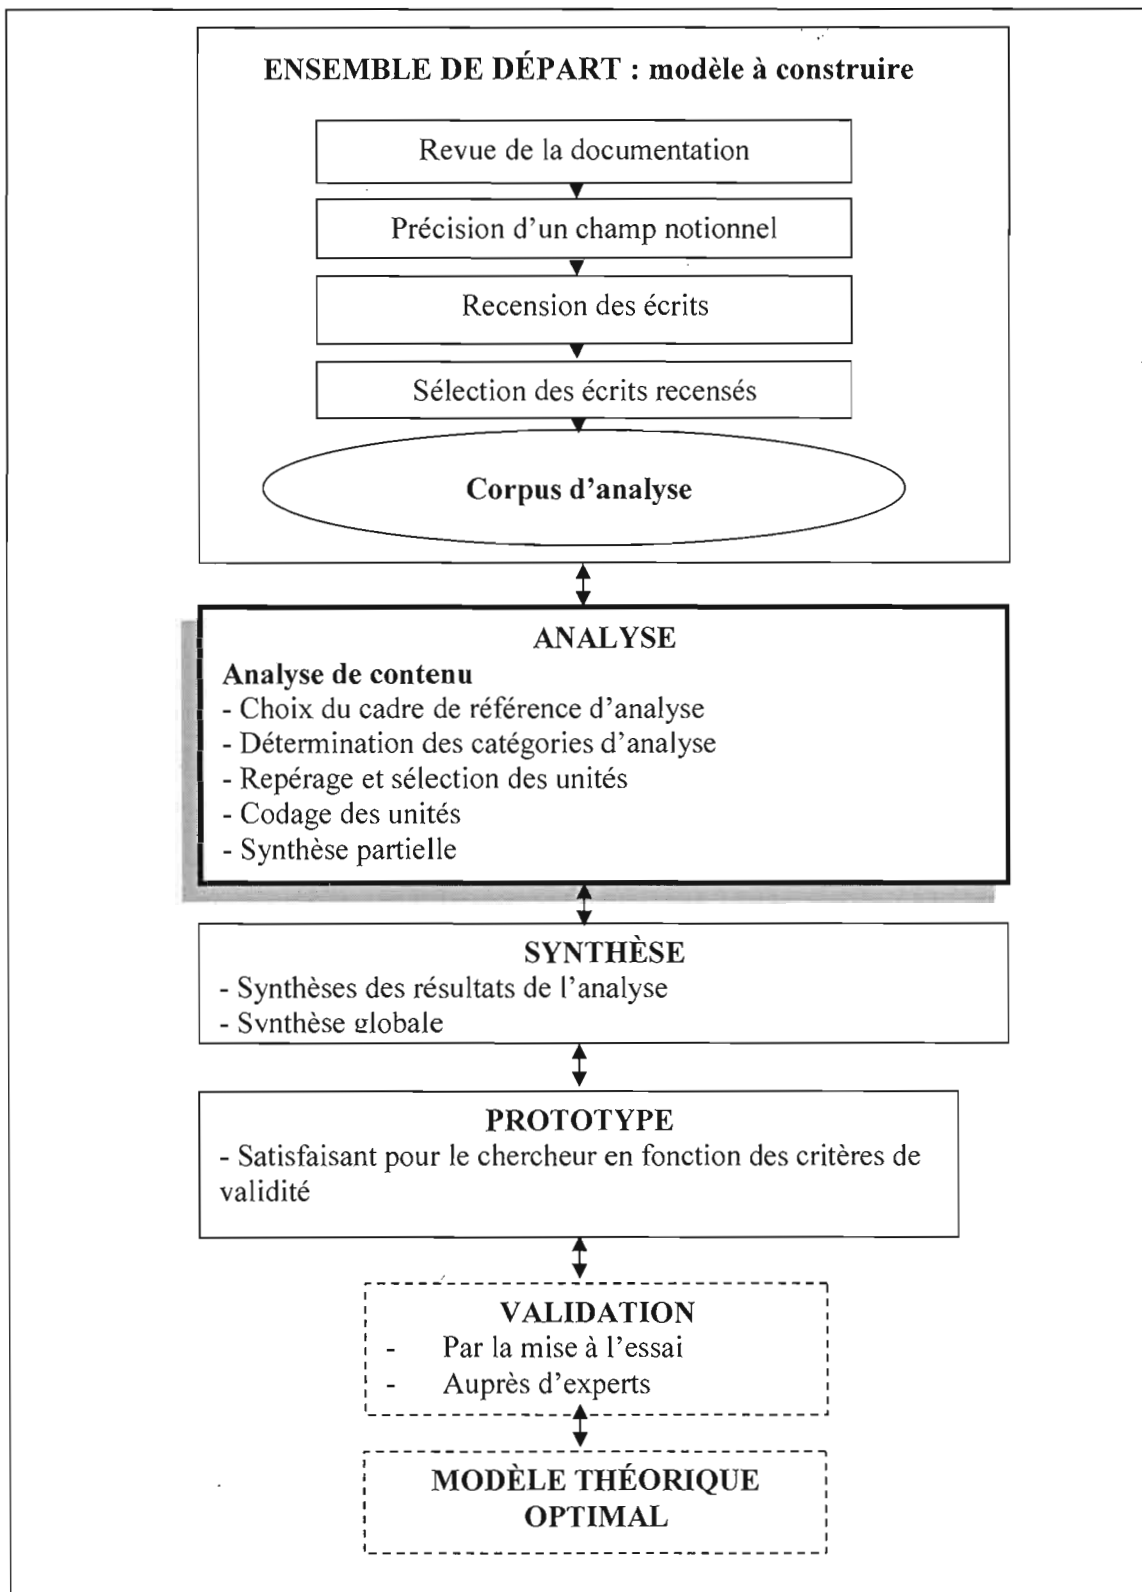 ENSEMBLE DE DÉPART : modèle à construire
Revue de la documentation
Précision d’un champ notionnel
Recension des écrits
Sélection des écrits recensés
Corpus d’analyse
ANALYSE
Analyse de contenu
- Choix du cadre de référence d’analyse
- Détermination des catégories d’analyse
- Repérage et sélection des unités
- Codage des unités
- Synthèse partielle
SYNTHÈSE
- Synthèses des résultats de l’analyse
- Synthèse globale
PROTOTYPE
- Satisfaisant pour le chercheur en fonction des critères de
validité
VALIDATION
- Par la mise à l’essai
- Auprès d’experts
MODÈLE THÉORIQUE
OPTIMAL